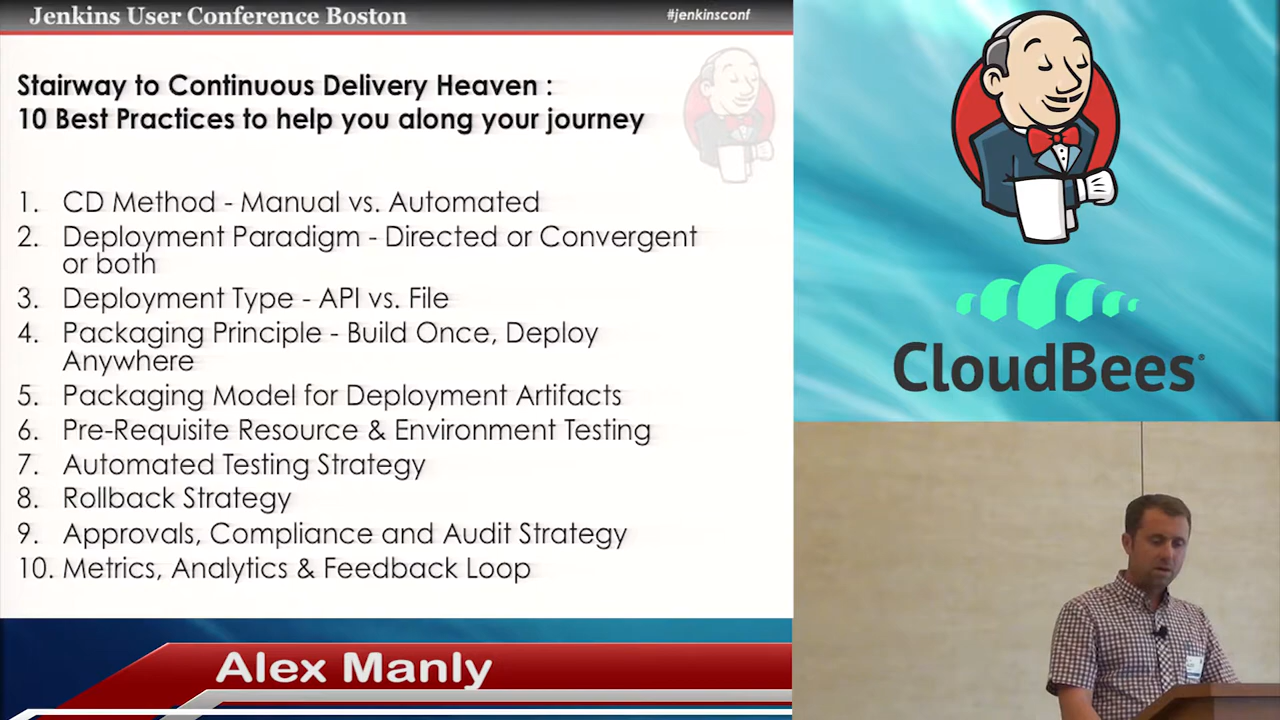 Jenkins User Conference Boston
#jenkinsconf
Stairway to Continuous Delivery Heaven :
10 Best Practices to help you along your journey
1. CD Method - Manual vs. Automated
2. Deployment Paradigm - Directed or Convergent
or both
3. Deployment Type - API vs. File
4. Packaging Principle - Build Once, Deploy
Anywhere
5. Packaging Model for Deployment Artifacts
6. Pre-Requisite Resource & Environment Testing
7. Automated Testing Strategy
8. Rollback Strategy
9. Approvals, Compliance and Audit Strategy
10. Metrics, Analytics & Feedback Loop
Alex Manly
CloudBees®